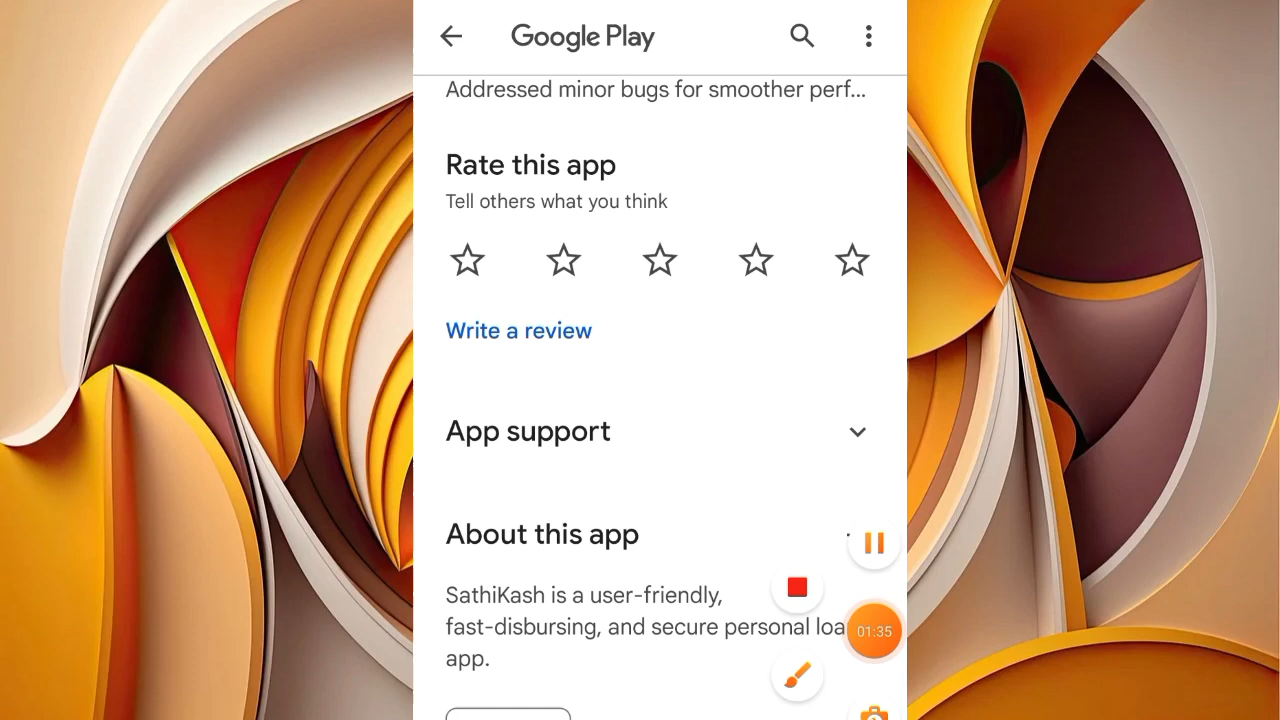 Google Play
Addressed minor bugs for smoother perf...
Rate this app
Tell others what you think
Write a review
App support
About this app
SathiKash is a user-friendly,
fast-disbursing, and secure personal loa
01:35
app.